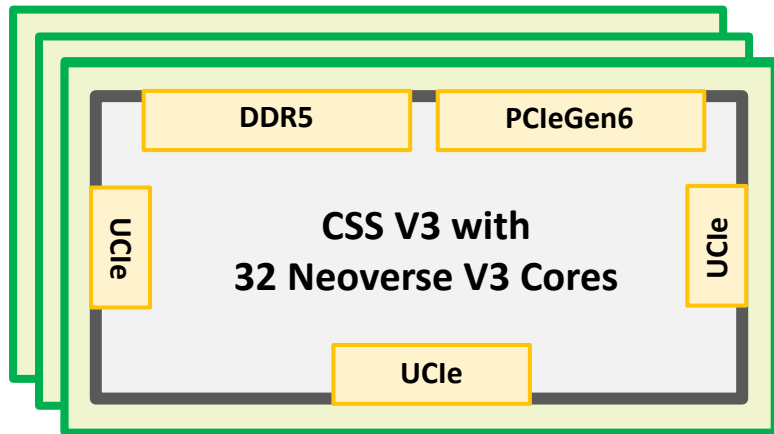 DDR5
PCIeGen6
UCIe
CSS V3 with
32 Neoverse V3 Cores
UCIe
UCIe